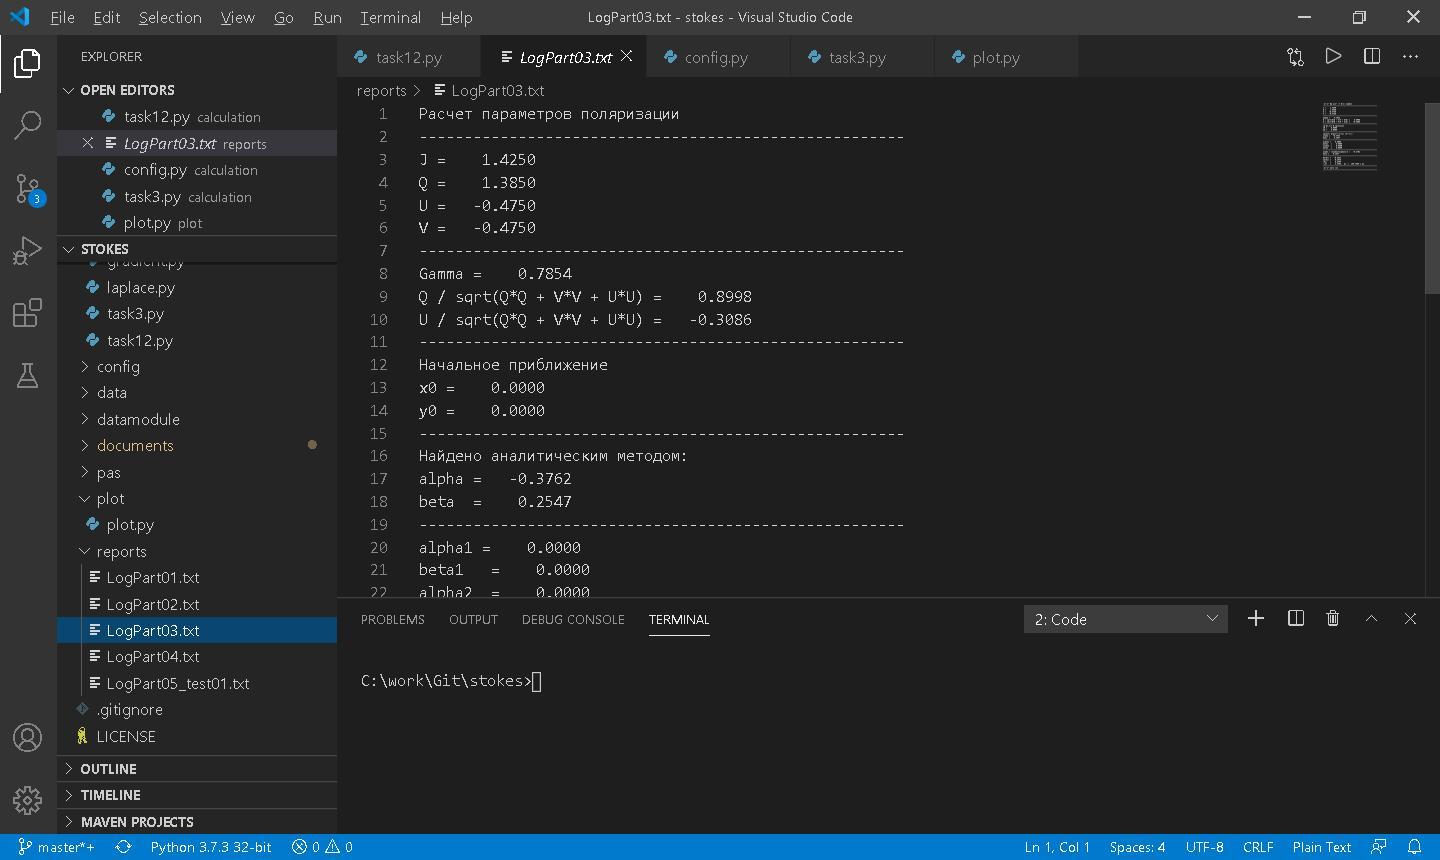 File Edit Selection View Go Run Terminal Help LogPart03.txt - stokes - Visual Studio Code
EXPLORER
OPEN EDITORS
task12.py calculation
LogPart03.txt reports
config.py calculation
task3.py calculation
plot.py plot
STOKES
gradient.py
laplace.py
task3.py
task12.py
config
data
datamodule
documents
pas
plot
plot.py
reports
LogPart01.txt
LogPart02.txt
LogPart03.txt
LogPart04.txt
LogPart05_test01.txt
.gitignore
LICENSE
OUTLINE
TIMELINE
MAVEN PROJECTS
3
task12.py LogPart03.txt config.py task3.py plot.py
reports > LogPart03.txt
1 Расчет параметров поляризации
2 ------------------------------------------------------
3 J =    1.4250
4 Q =    1.3850
5 U =   -0.4750
6 V =   -0.4750
7 ------------------------------------------------------
8 Gamma =    0.7854
9 Q / sqrt(Q*Q + V*V + U*U) =    0.8998
10 U / sqrt(Q*Q + V*V + U*U) =   -0.3086
11 ------------------------------------------------------
12 Начальное приближение
13 x0 =    0.0000
14 y0 =    0.0000
15 ------------------------------------------------------
16 Найдено аналитическим методом:
17 alpha =   -0.3762
18 beta  =    0.2547
19 ------------------------------------------------------
20 alpha1 =    0.0000
21 beta1   =    0.0000
22 alpha2  =    0.0000
PROBLEMS OUTPUT DEBUG CONSOLE TERMINAL 2: Code
C:\work\Git\stokes>
master*+ Python 3.7.3 32-bit 0 0 Ln 1, Col 1 Spaces: 4 UTF-8 CRLF Plain Text